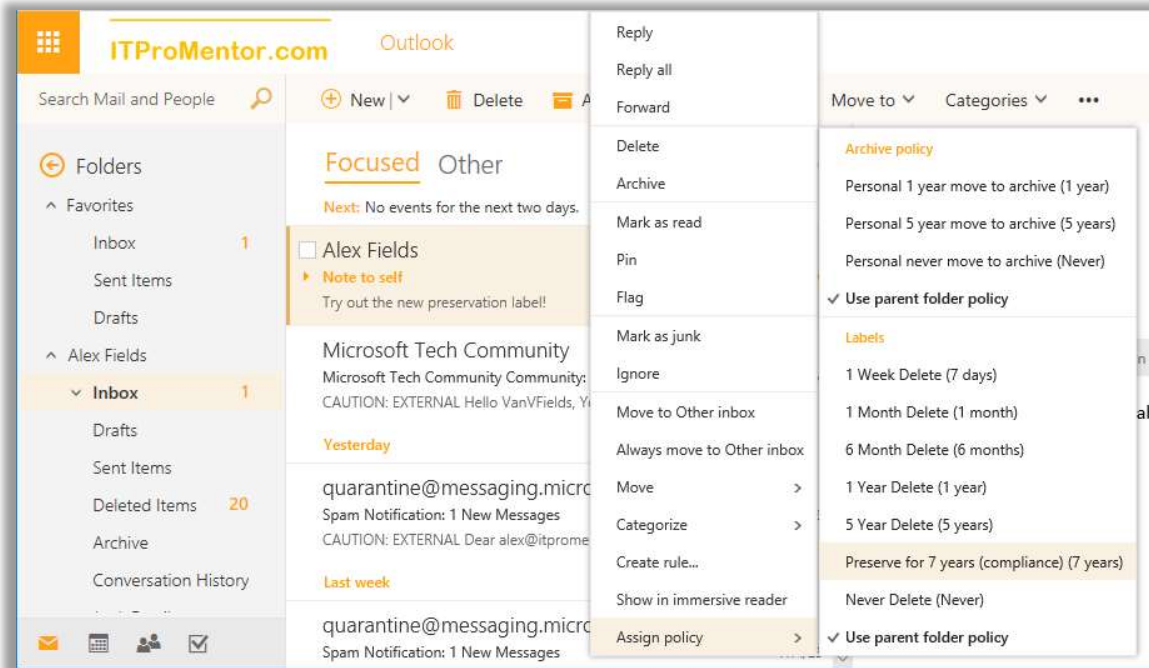 ITProMentor.com
Outlook
Search Mail and People
New
Delete
A
Move to
Categories
Folders
Favorites
Inbox 1
Sent Items
Drafts
Alex Fields
Inbox 1
Drafts
Sent Items
Deleted Items 20
Archive
Conversation History
Focused Other
Next: No events for the next two days.
Alex Fields
Note to self
Try out the new preservation label!
Microsoft Tech Community
Microsoft Tech Community Community:
CAUTION: EXTERNAL Hello VanVFields,
Yesterday
quarantine@messaging.micro
Spam Notification: 1 New Messages
CAUTION: EXTERNAL Dear alex@itprome
Last week
quarantine@messaging.micro
Spam Notification: 1 New Messages
Reply
Reply all
Forward
Delete
Archive
Mark as read
Pin
Flag
Mark as junk
Ignore
Move to Other inbox
Always move to Other inbox
Move
Categorize
Create rule...
Show in immersive reader
Assign policy
Archive policy
Personal 1 year move to archive (1 year)
Personal 5 year move to archive (5 years)
Personal never move to archive (Never)
Use parent folder policy
Labels
1 Week Delete (7 days)
1 Month Delete (1 month)
6 Month Delete (6 months)
1 Year Delete (1 year)
5 Year Delete (5 years)
Preserve for 7 years (compliance) (7 years)
Never Delete (Never)
Use parent folder policy